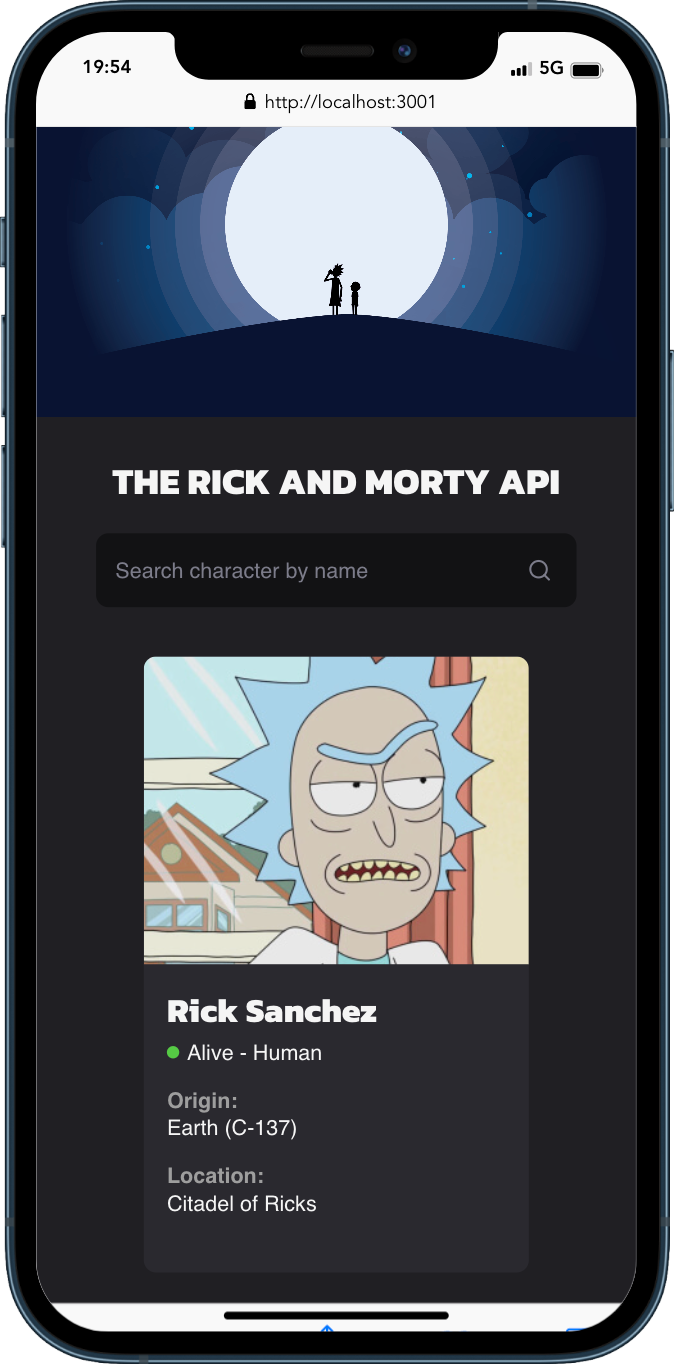 19:54
5G
http://localhost:3001
THE RICK AND MORTY API
Search character by name
Rick Sanchez
Alive - Human
Origin:
Earth (C-137)
Location:
Citadel of Ricks